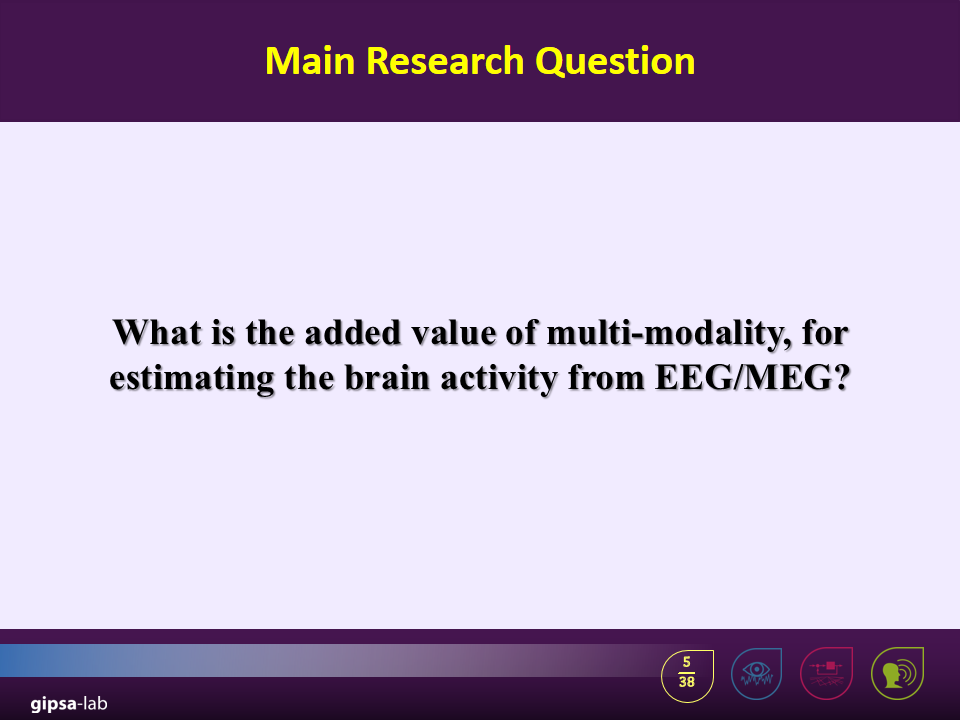 Main Research Question
What is the added value of multi-modality, for
estimating the brain activity from EEG/MEG?
5
38
gipsa-lab